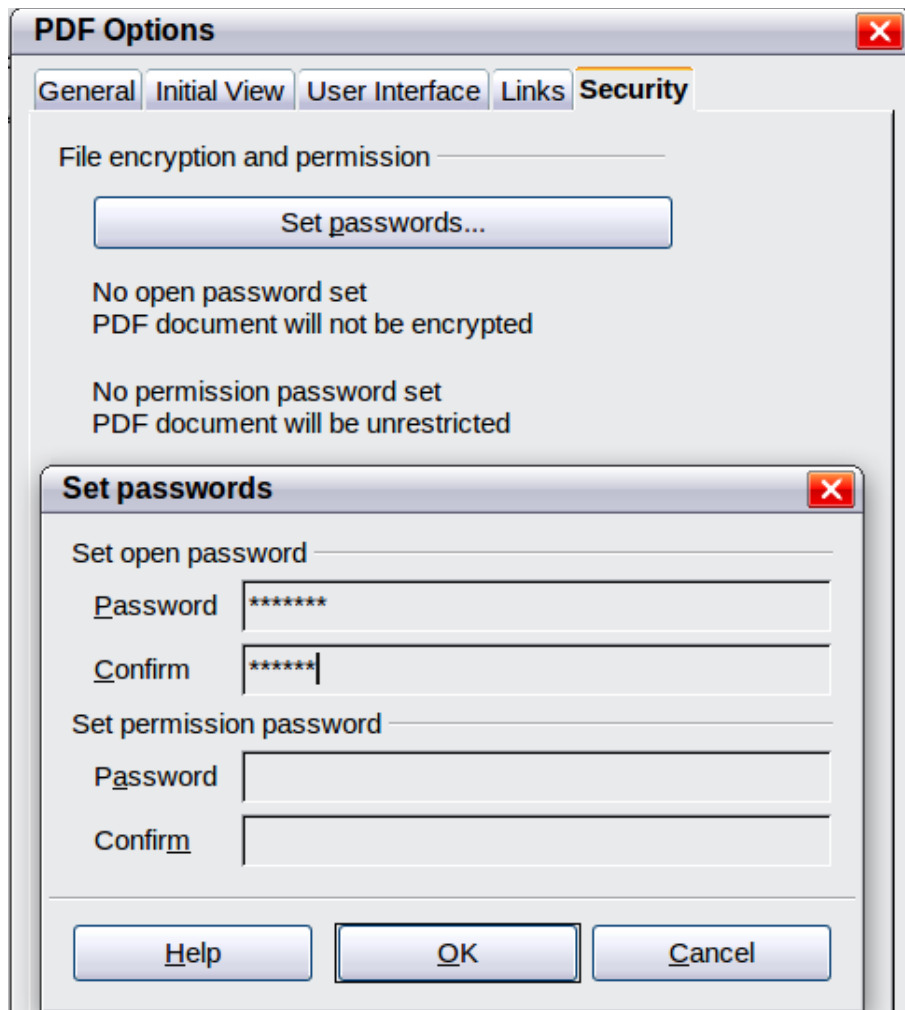 PDF Options
General Initial View User Interface Links Security
File encryption and permission
Set passwords...
No open password set
PDF document will not be encrypted
No permission password set
PDF document will be unrestricted
Set passwords
Set open password
Password *******
Confirm ******
Set permission password
Password
Confirm
Help OK Cancel